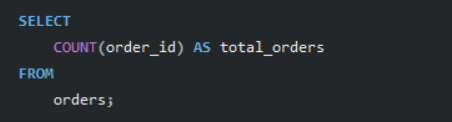 SELECT
    COUNT(order_id) AS total_orders
FROM
    orders;